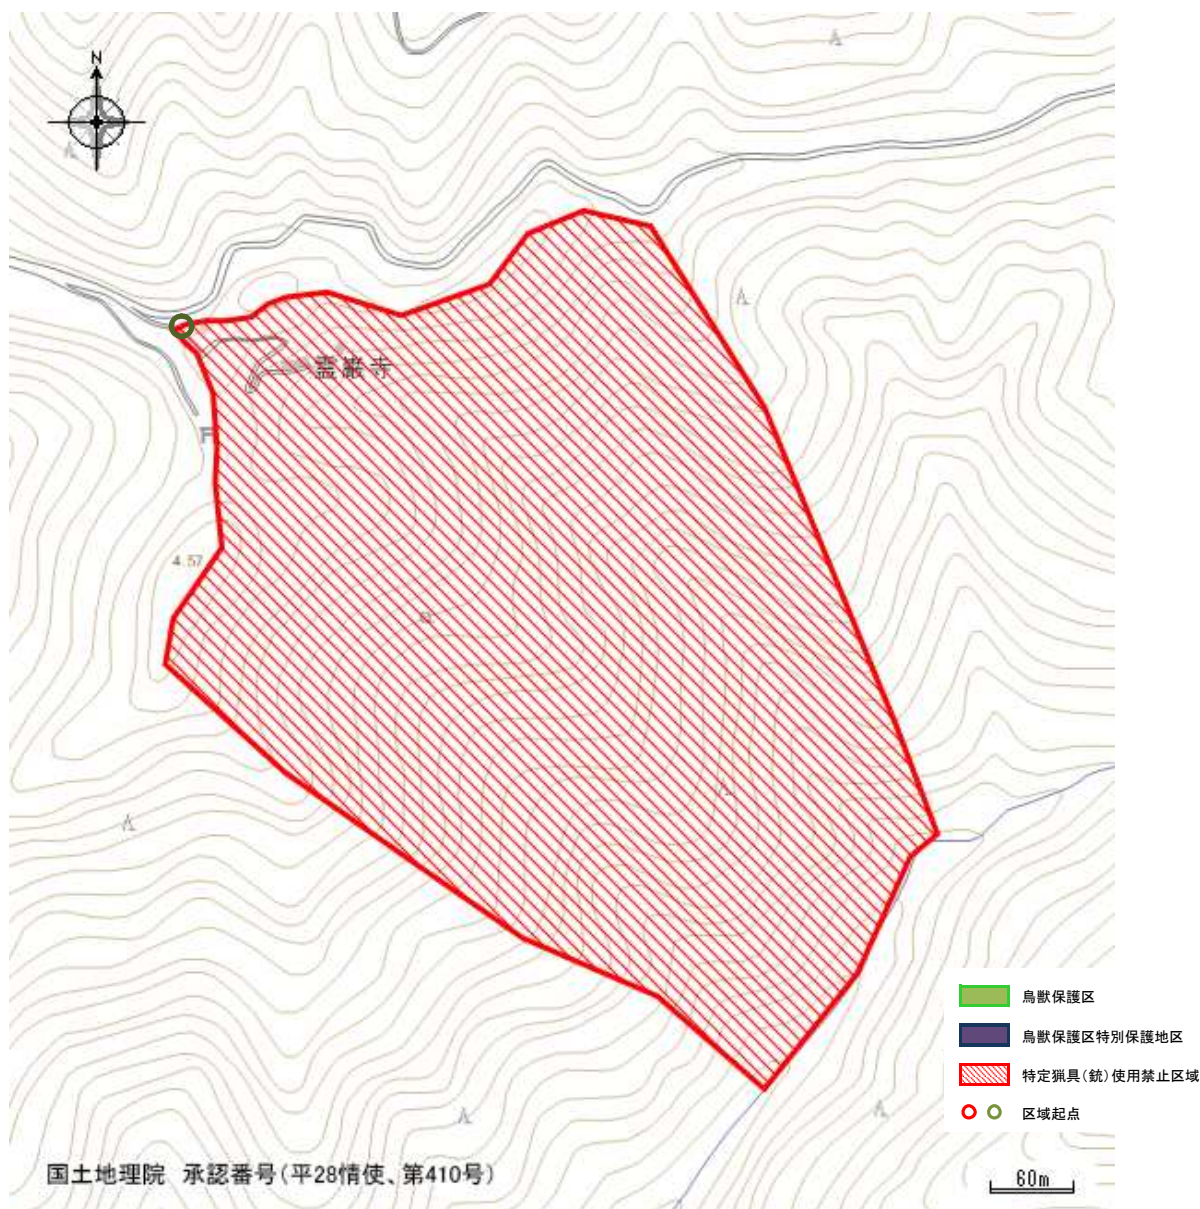 N
霊巌寺
4.57
鳥獣保護区
鳥獣保護区特別保護地区
特定猟具(銃)使用禁止区域
区域起点
国土地理院 承認番号(平28情使、第410号)
60m